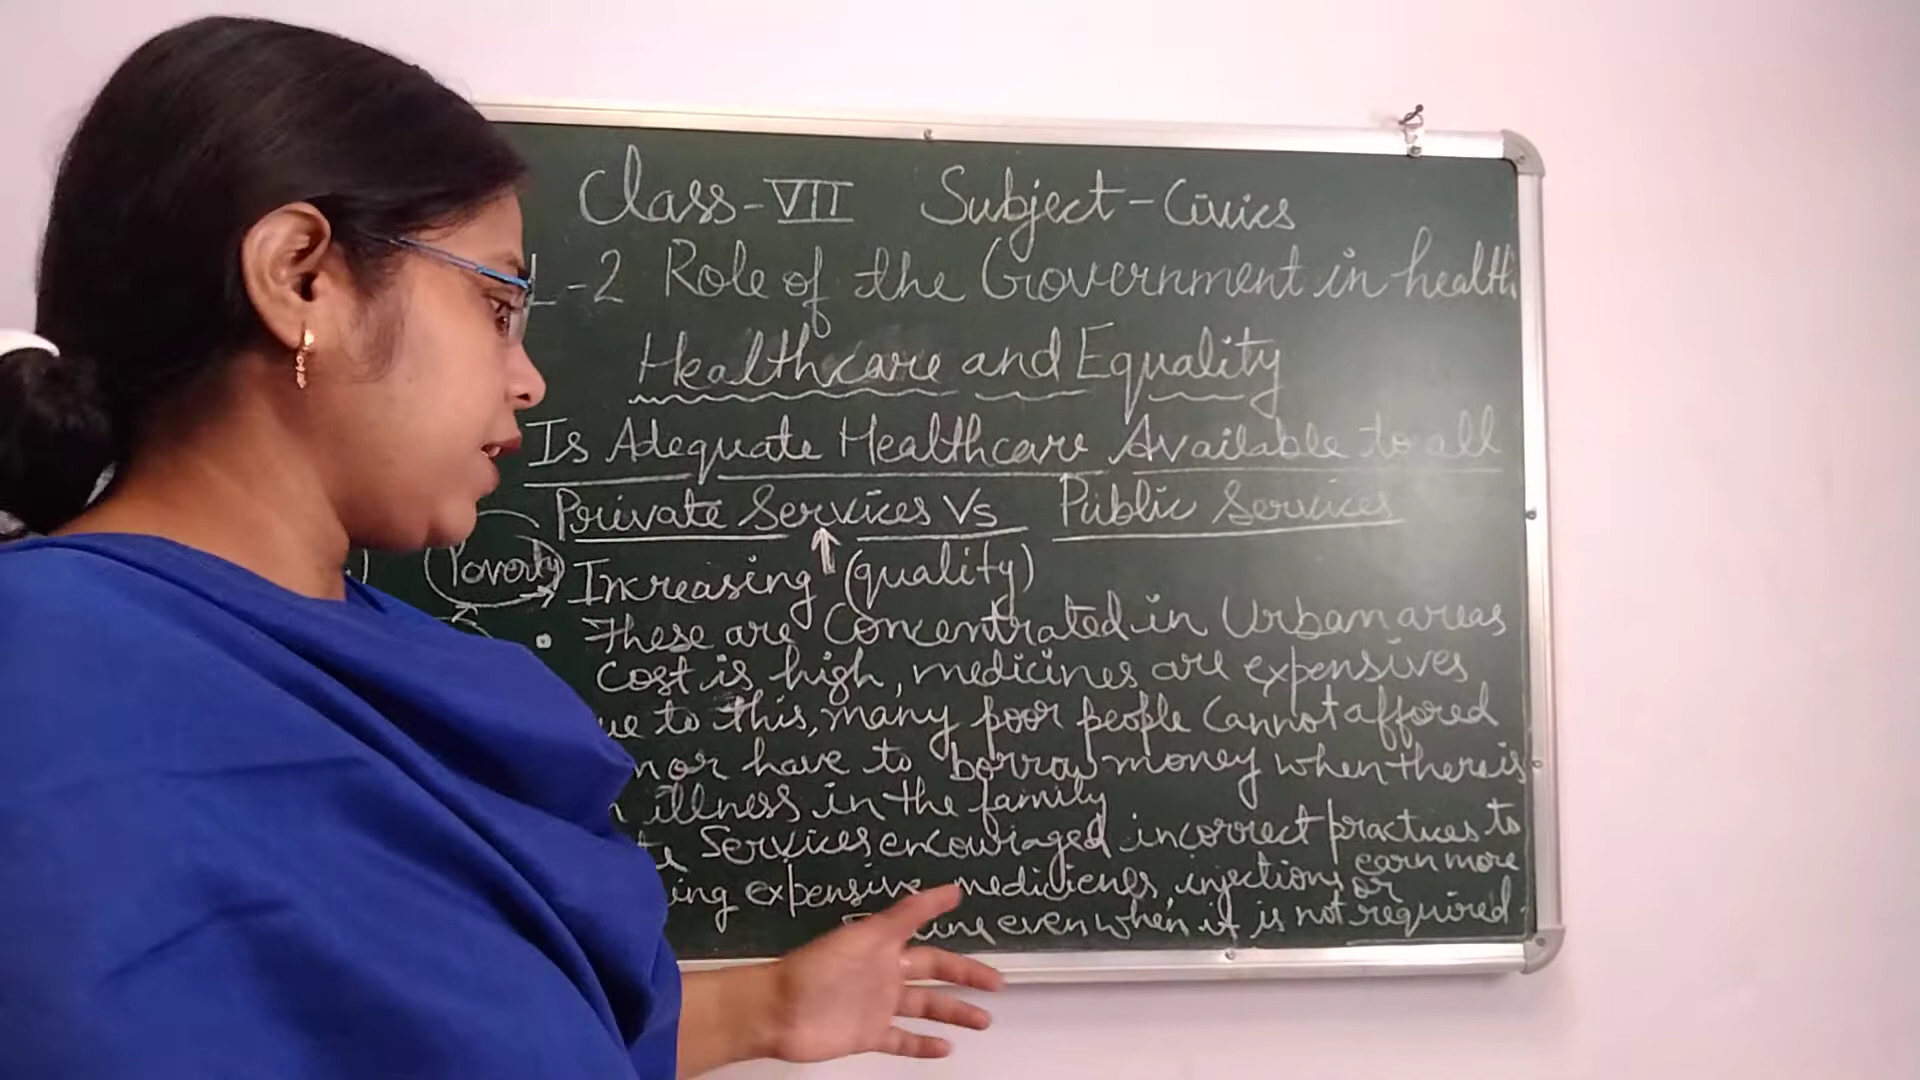 Class-VII Subject-Civics
L-2 Role of the Government in health
Healthcare and Equality
Is Adequate Healthcare Available to all
Private Services Vs Public Services
Poverty Increasing (quality)
• These are Concentrated in Urban areas
Cost is high, medicines are expensives
ue to this, many poor people Cannot affored
m or have to borrow money when there is
n illness in the family
te Services encouraged incorrect practices to
earn more
ing expensive medicienes, injections or
ine even when it is not required.